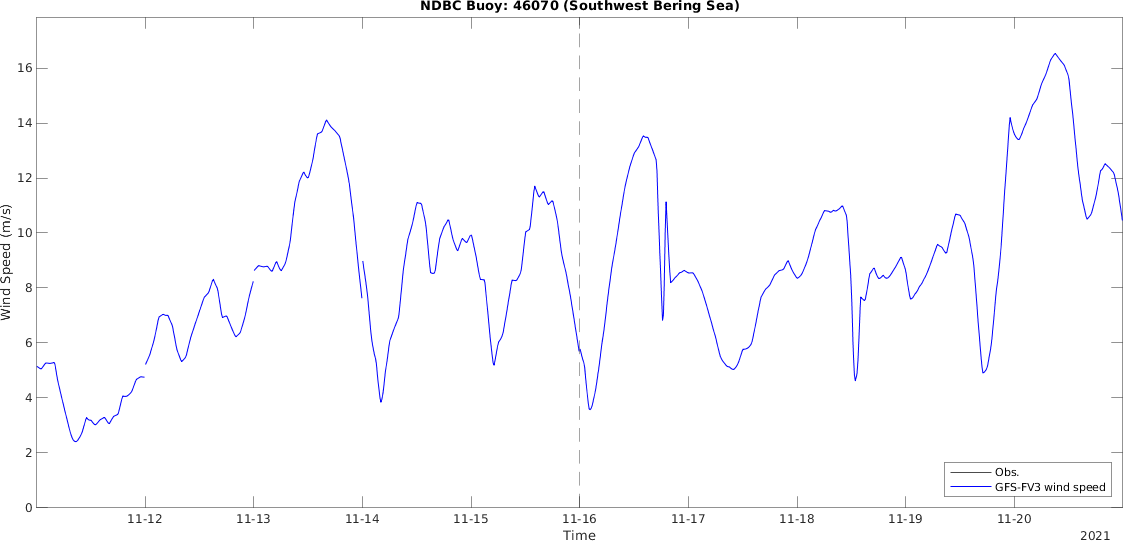 NDBC Buoy: 46070 (Southwest Bering Sea)
Wind Speed (m/s)
16
14
12
10
8
6
4
2
0
Obs.
GFS-FV3 wind speed
11-12 11-13 11-14 11-15 11-16 11-17 11-18 11-19 11-20
Time
2021